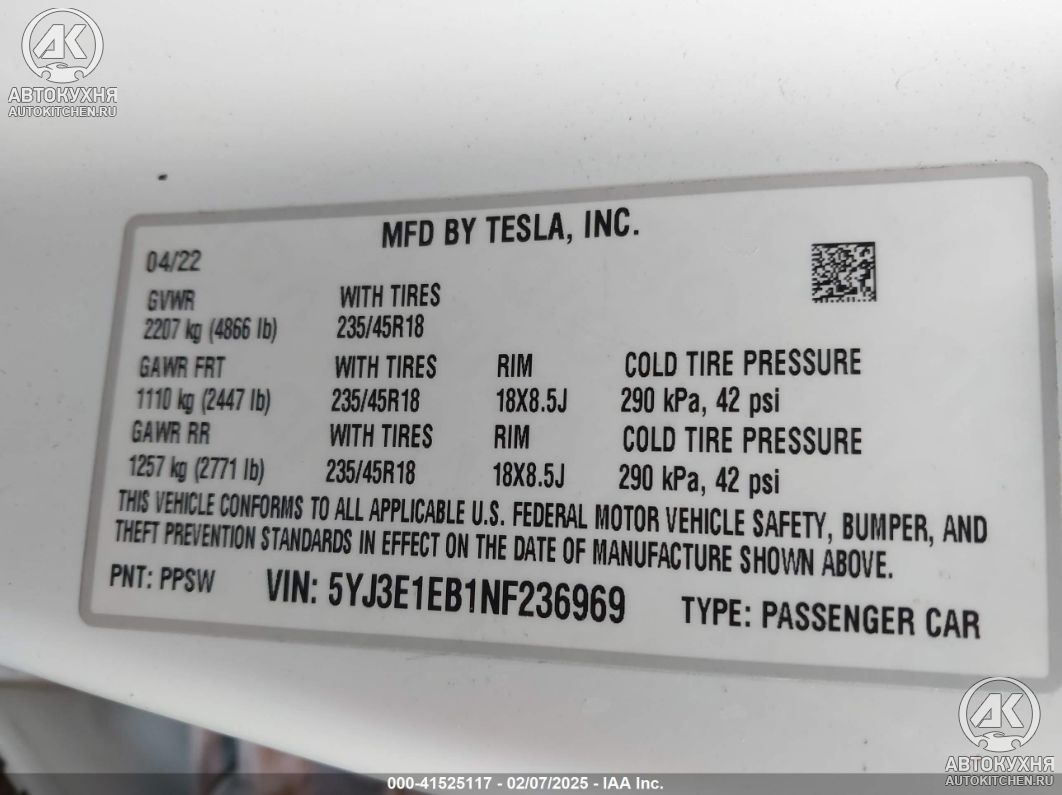 AK
АВТОКУХНЯ
AUTOKITCHEN.RU
MFD BY TESLA, INC.
04/22
GVWR WITH TIRES
2207 kg (4866 lb) 235/45R18
GAWR FRT WITH TIRES RIM COLD TIRE PRESSURE
1110 kg (2447 lb) 235/45R18 18X8.5J 290 kPa, 42 psi
GAWR RR WITH TIRES RIM COLD TIRE PRESSURE
1257 kg (2771 lb) 235/45R18 18X8.5J 290 kPa, 42 psi
THIS VEHICLE CONFORMS TO ALL APPLICABLE U.S. FEDERAL MOTOR VEHICLE SAFETY, BUMPER, AND
THEFT PREVENTION STANDARDS IN EFFECT ON THE DATE OF MANUFACTURE SHOWN ABOVE.
PNT: PPSW VIN: 5YJ3E1EB1NF236969 TYPE: PASSENGER CAR
AK
АВТОКУХНЯ
AUTOKITCHEN.RU
000-41525117 - 02/07/2025 - IAA Inc.